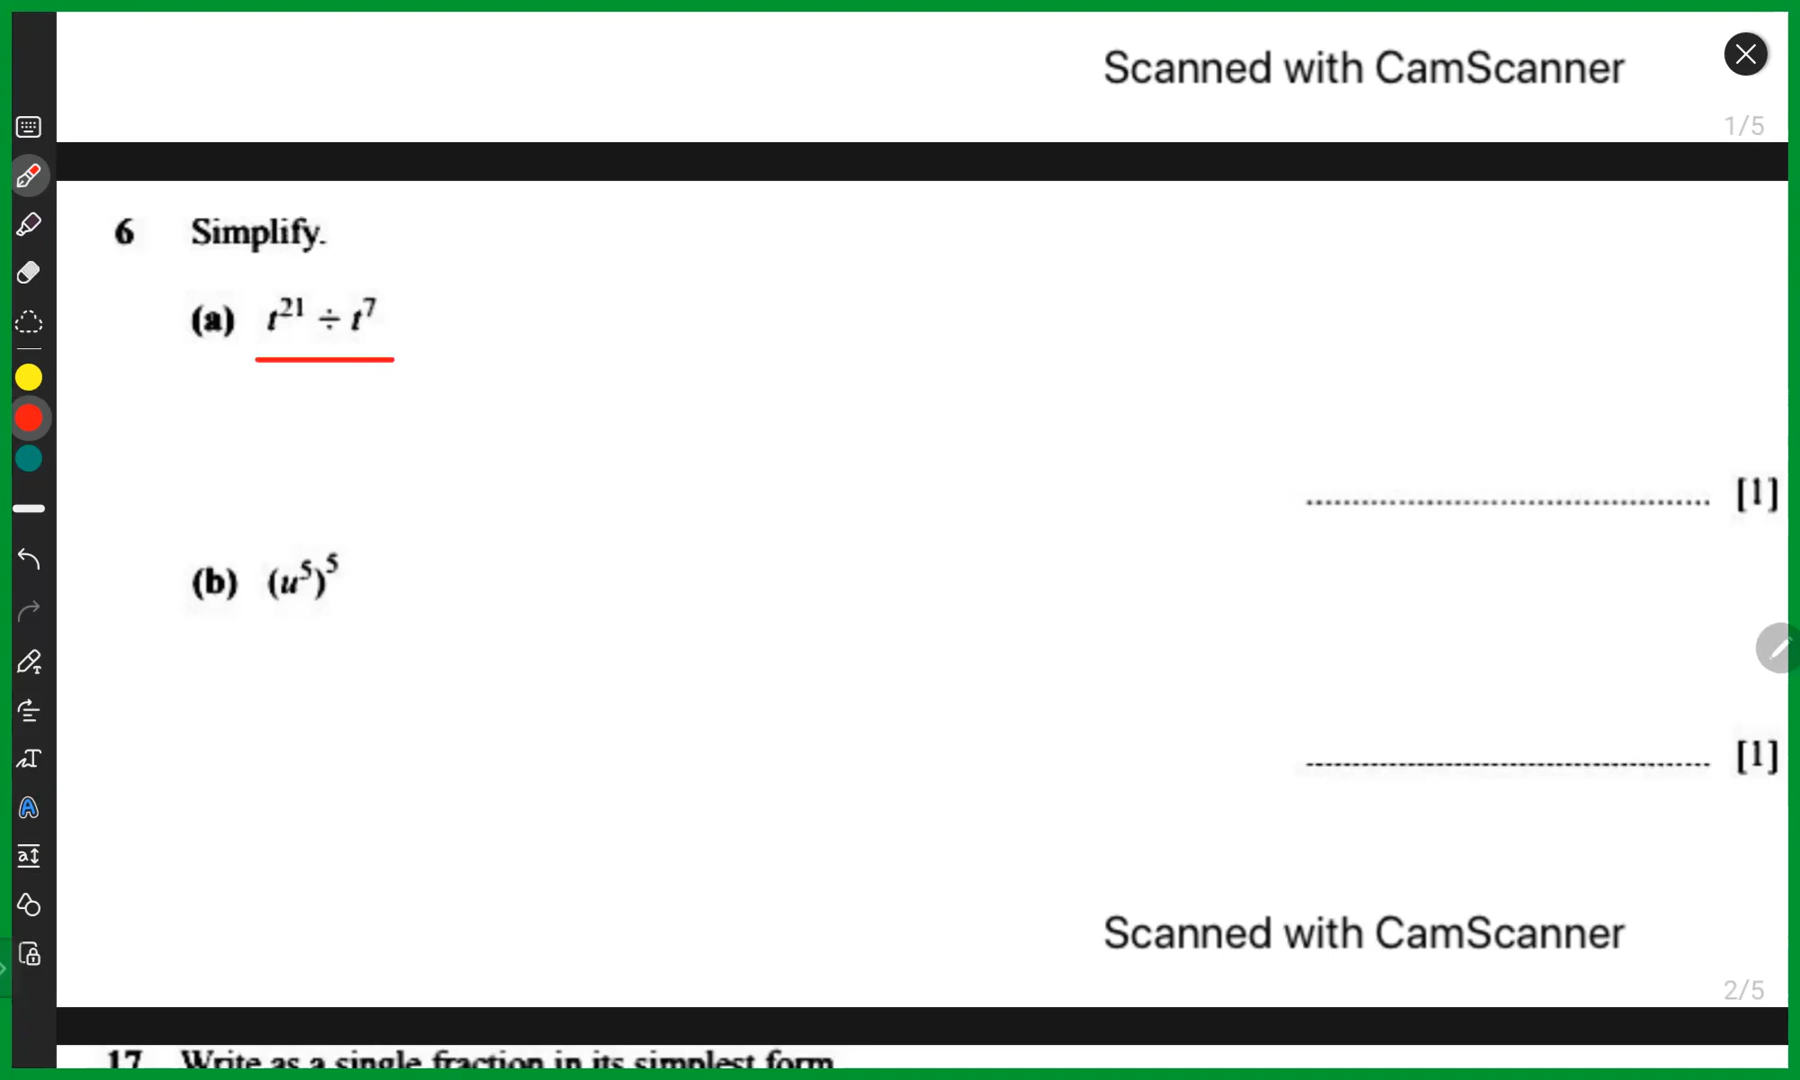 Scanned with CamScanner
1/5
6 Simplify.
(a) t²¹ ÷ t⁷
........................................ [1]
(b) (u⁵)⁵
........................................ [1]
Scanned with CamScanner
2/5
17 Write as a single fraction in its simplest form.